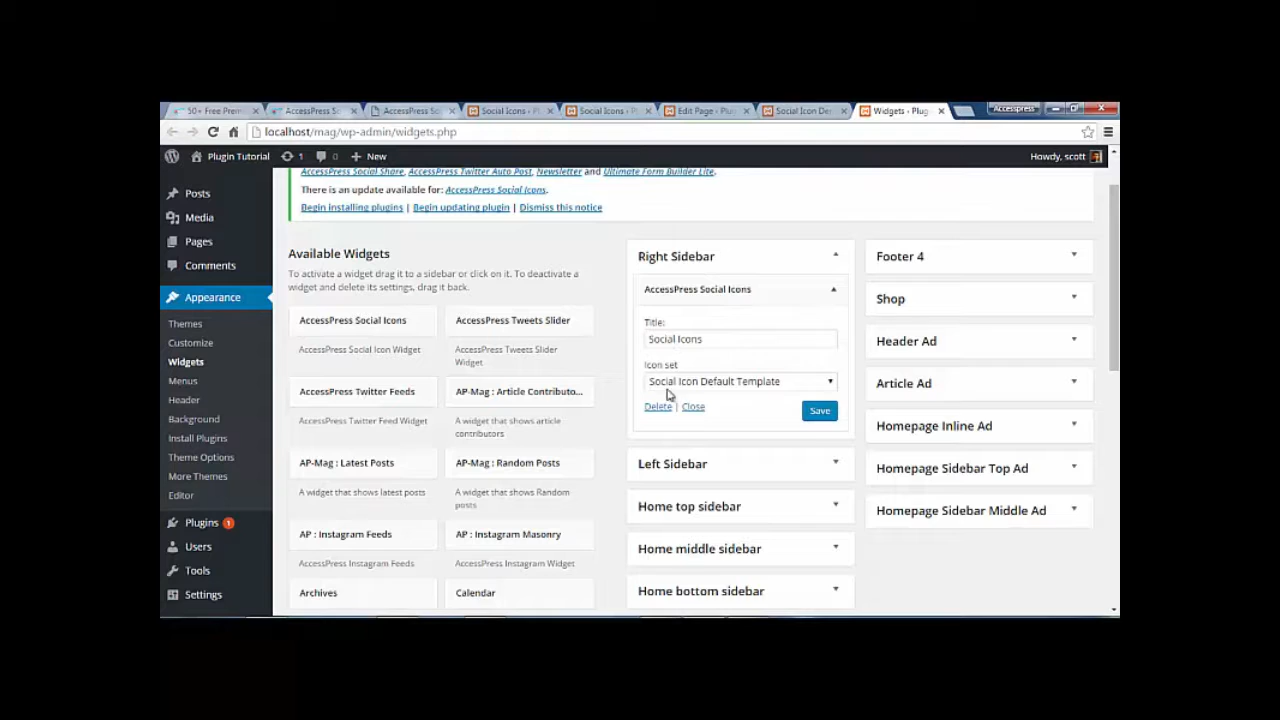 50+ Free Prem
AccessPress S
AccessPress So
Social Icons - P
Social Icons - Pl
Edit Page - Plu
Social Icon De
Widgets - Plug
Accesspress
localhost/mag/wp-admin/widgets.php
Plugin Tutorial
1
0
New
Howdy, scott
Posts
Media
Pages
Comments
Appearance
Themes
Customize
Widgets
Menus
Header
Background
Install Plugins
Theme Options
More Themes
Editor
Plugins 1
Users
Tools
Settings
AccessPress Social Share, AccessPress Twitter Auto Post, Newsletter and Ultimate Form Builder Lite.
There is an update available for: AccessPress Social Icons.
Begin installing plugins | Begin updating plugin | Dismiss this notice
Available Widgets
To activate a widget drag it to a sidebar or click on it. To deactivate a
widget and delete its settings, drag it back.
AccessPress Social Icons
AccessPress Social Icon Widget
AccessPress Tweets Slider
AccessPress Tweets Slider
Widget
AccessPress Twitter Feeds
AccessPress Twitter Feed Widget
AP-Mag : Article Contributo...
A widget that shows article
contributors
AP-Mag : Latest Posts
A widget that shows latest posts
AP-Mag : Random Posts
A widget that shows Random
posts
AP : Instagram Feeds
AccessPress Instagram Feeds
AP : Instagram Masonry
AccessPress Instagram Widget
Archives
Calendar
Right Sidebar
AccessPress Social Icons
Title:
Social Icons
Icon set
Social Icon Default Template
Delete | Close
Save
Left Sidebar
Home top sidebar
Home middle sidebar
Home bottom sidebar
Footer 4
Shop
Header Ad
Article Ad
Homepage Inline Ad
Homepage Sidebar Top Ad
Homepage Sidebar Middle Ad